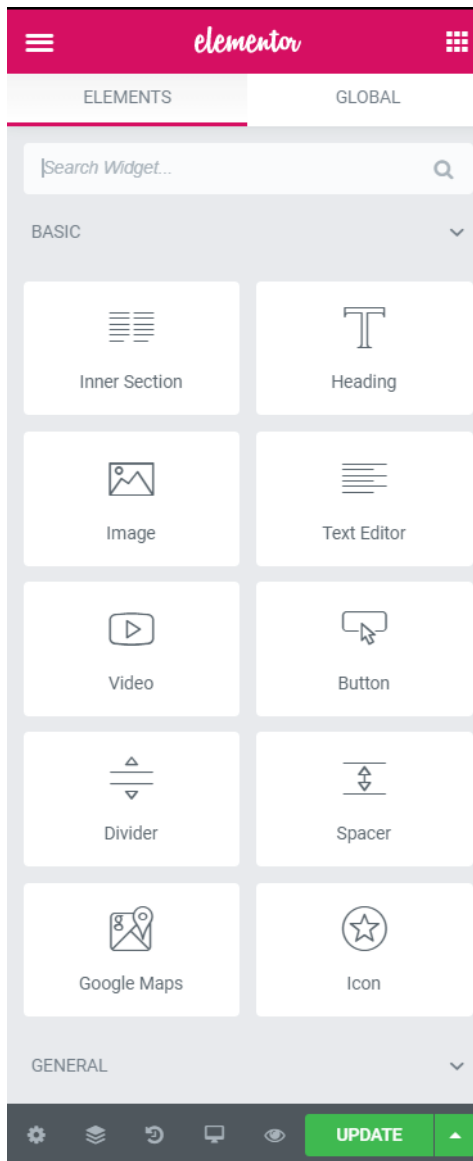 elementor
ELEMENTS GLOBAL
Search Widget...
BASIC
Inner Section Heading
Image Text Editor
Video Button
Divider Spacer
Google Maps Icon
GENERAL
UPDATE